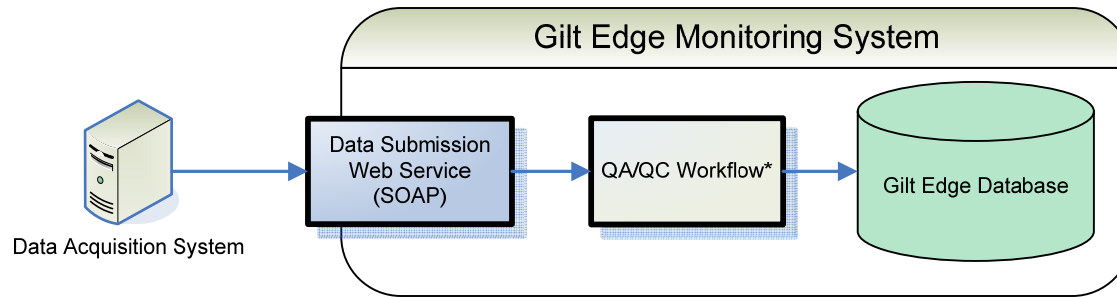 Gilt Edge Monitoring System
Data Submission
Web Service
(SOAP)
QA/QC Workflow*
Gilt Edge Database
Data Acquisition System